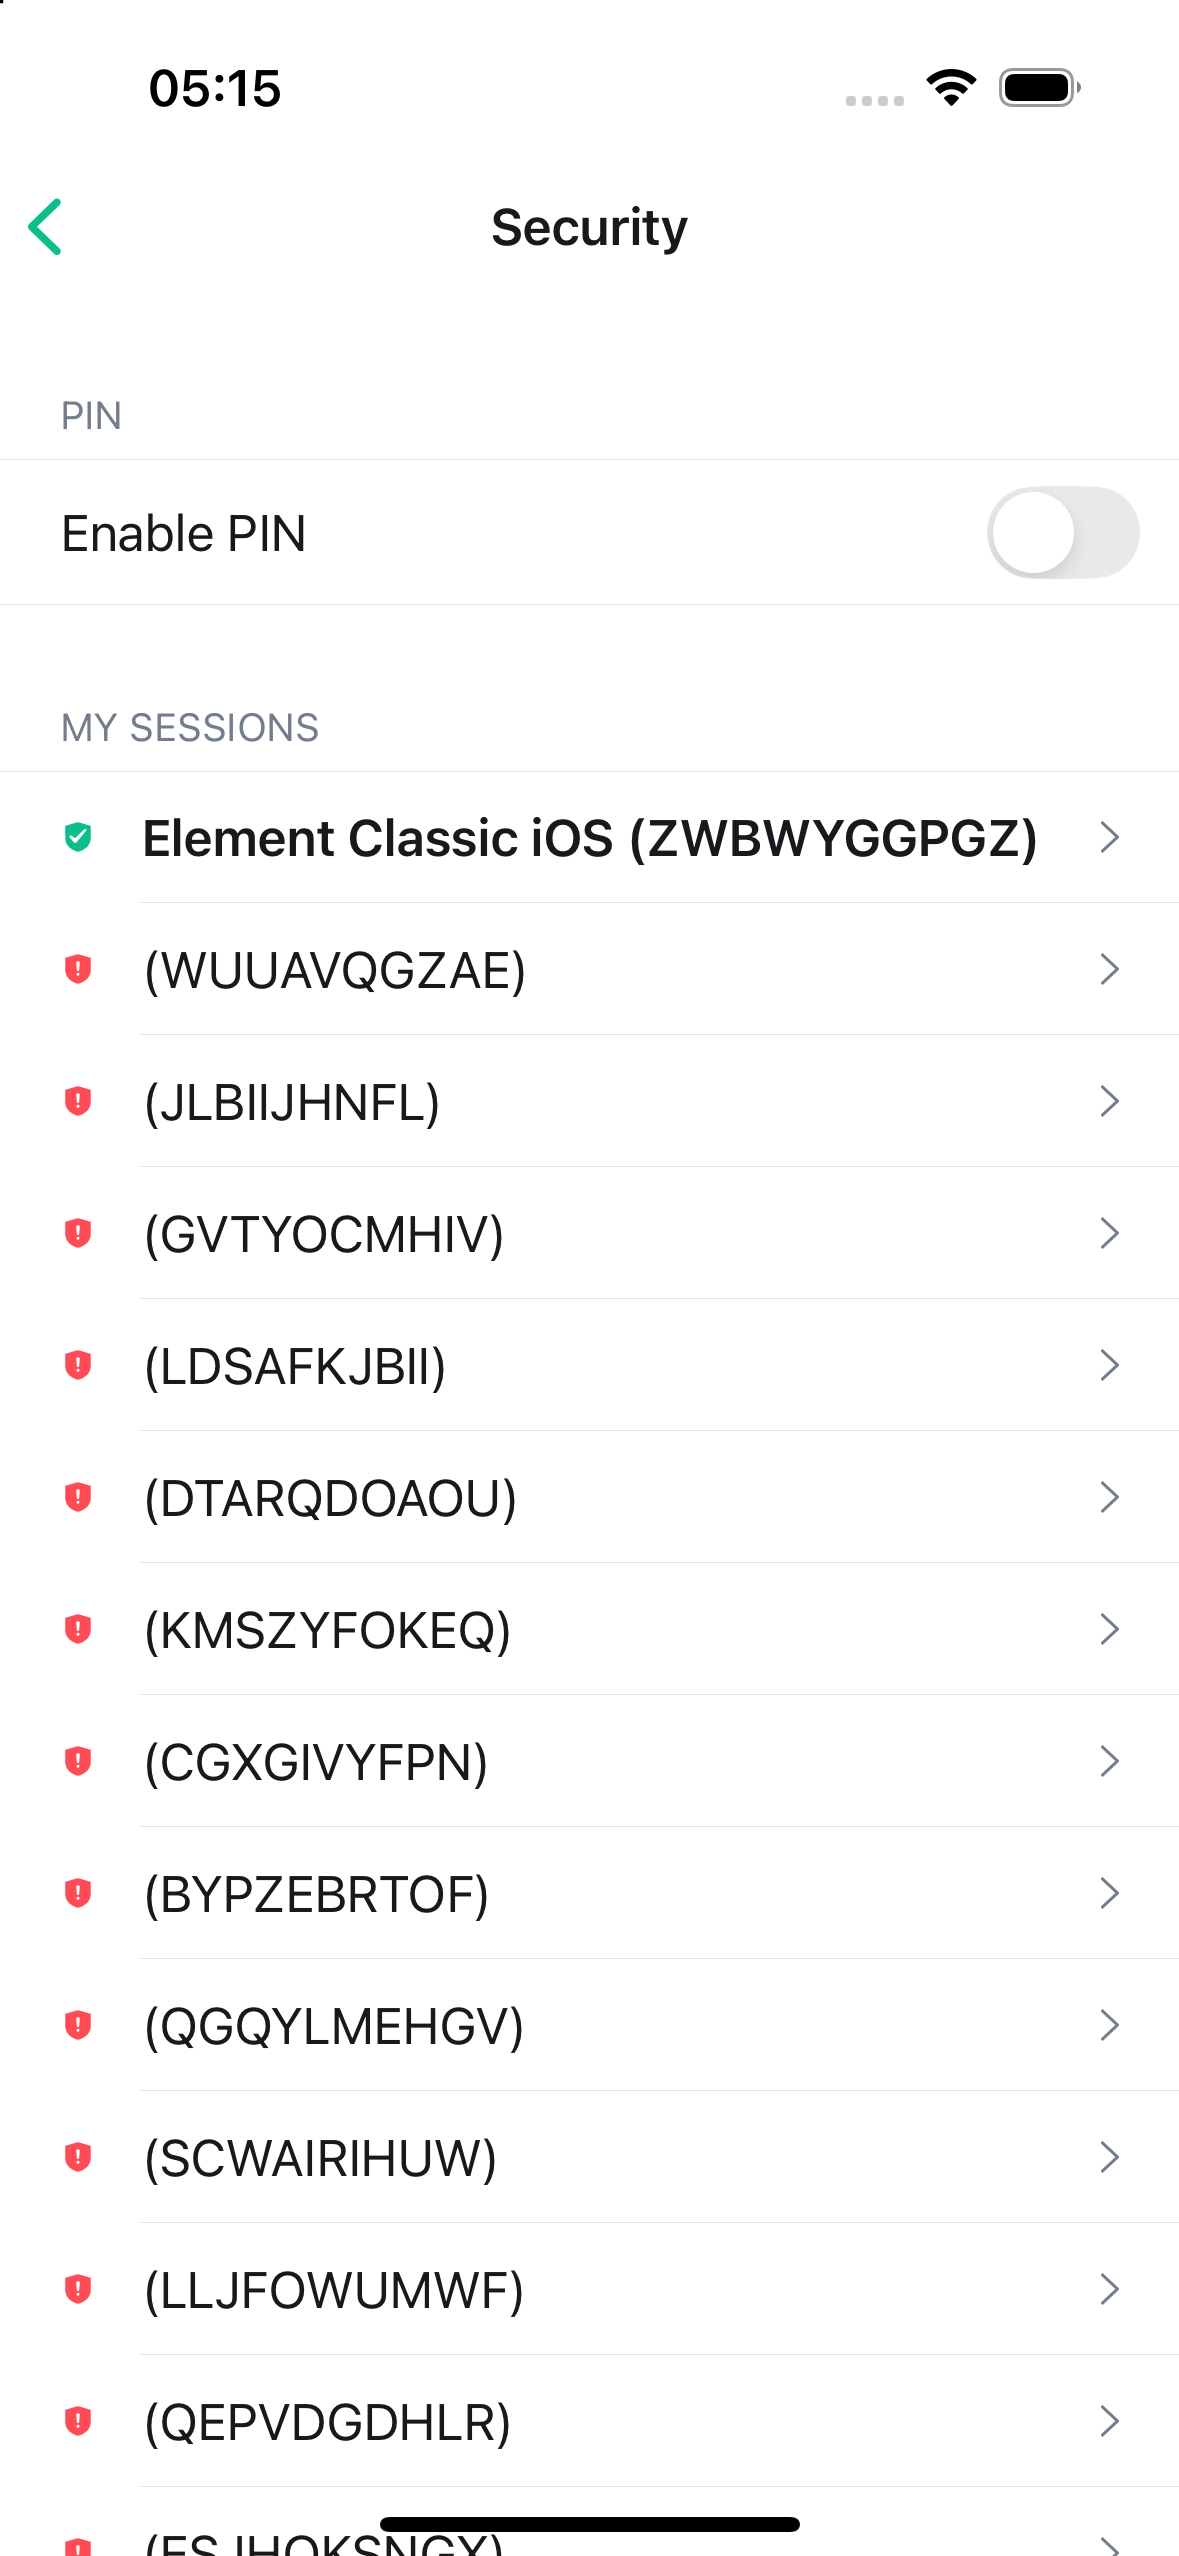 05:15
Security
PIN
Enable PIN
MY SESSIONS
Element Classic iOS (ZWBWYGGPGZ)
(WUUAVQGZAE)
(JLBIIJHNFL)
(GVTYOCMHIV)
(LDSAFKJBII)
(DTARQDOAOU)
(KMSZYFOKEQ)
(CGXGIVYFPN)
(BYPZEBRTOF)
(QGQYLMEHGV)
(SCWAIRIHUW)
(LLJFOWUMWF)
(QEPVDGDHLR)